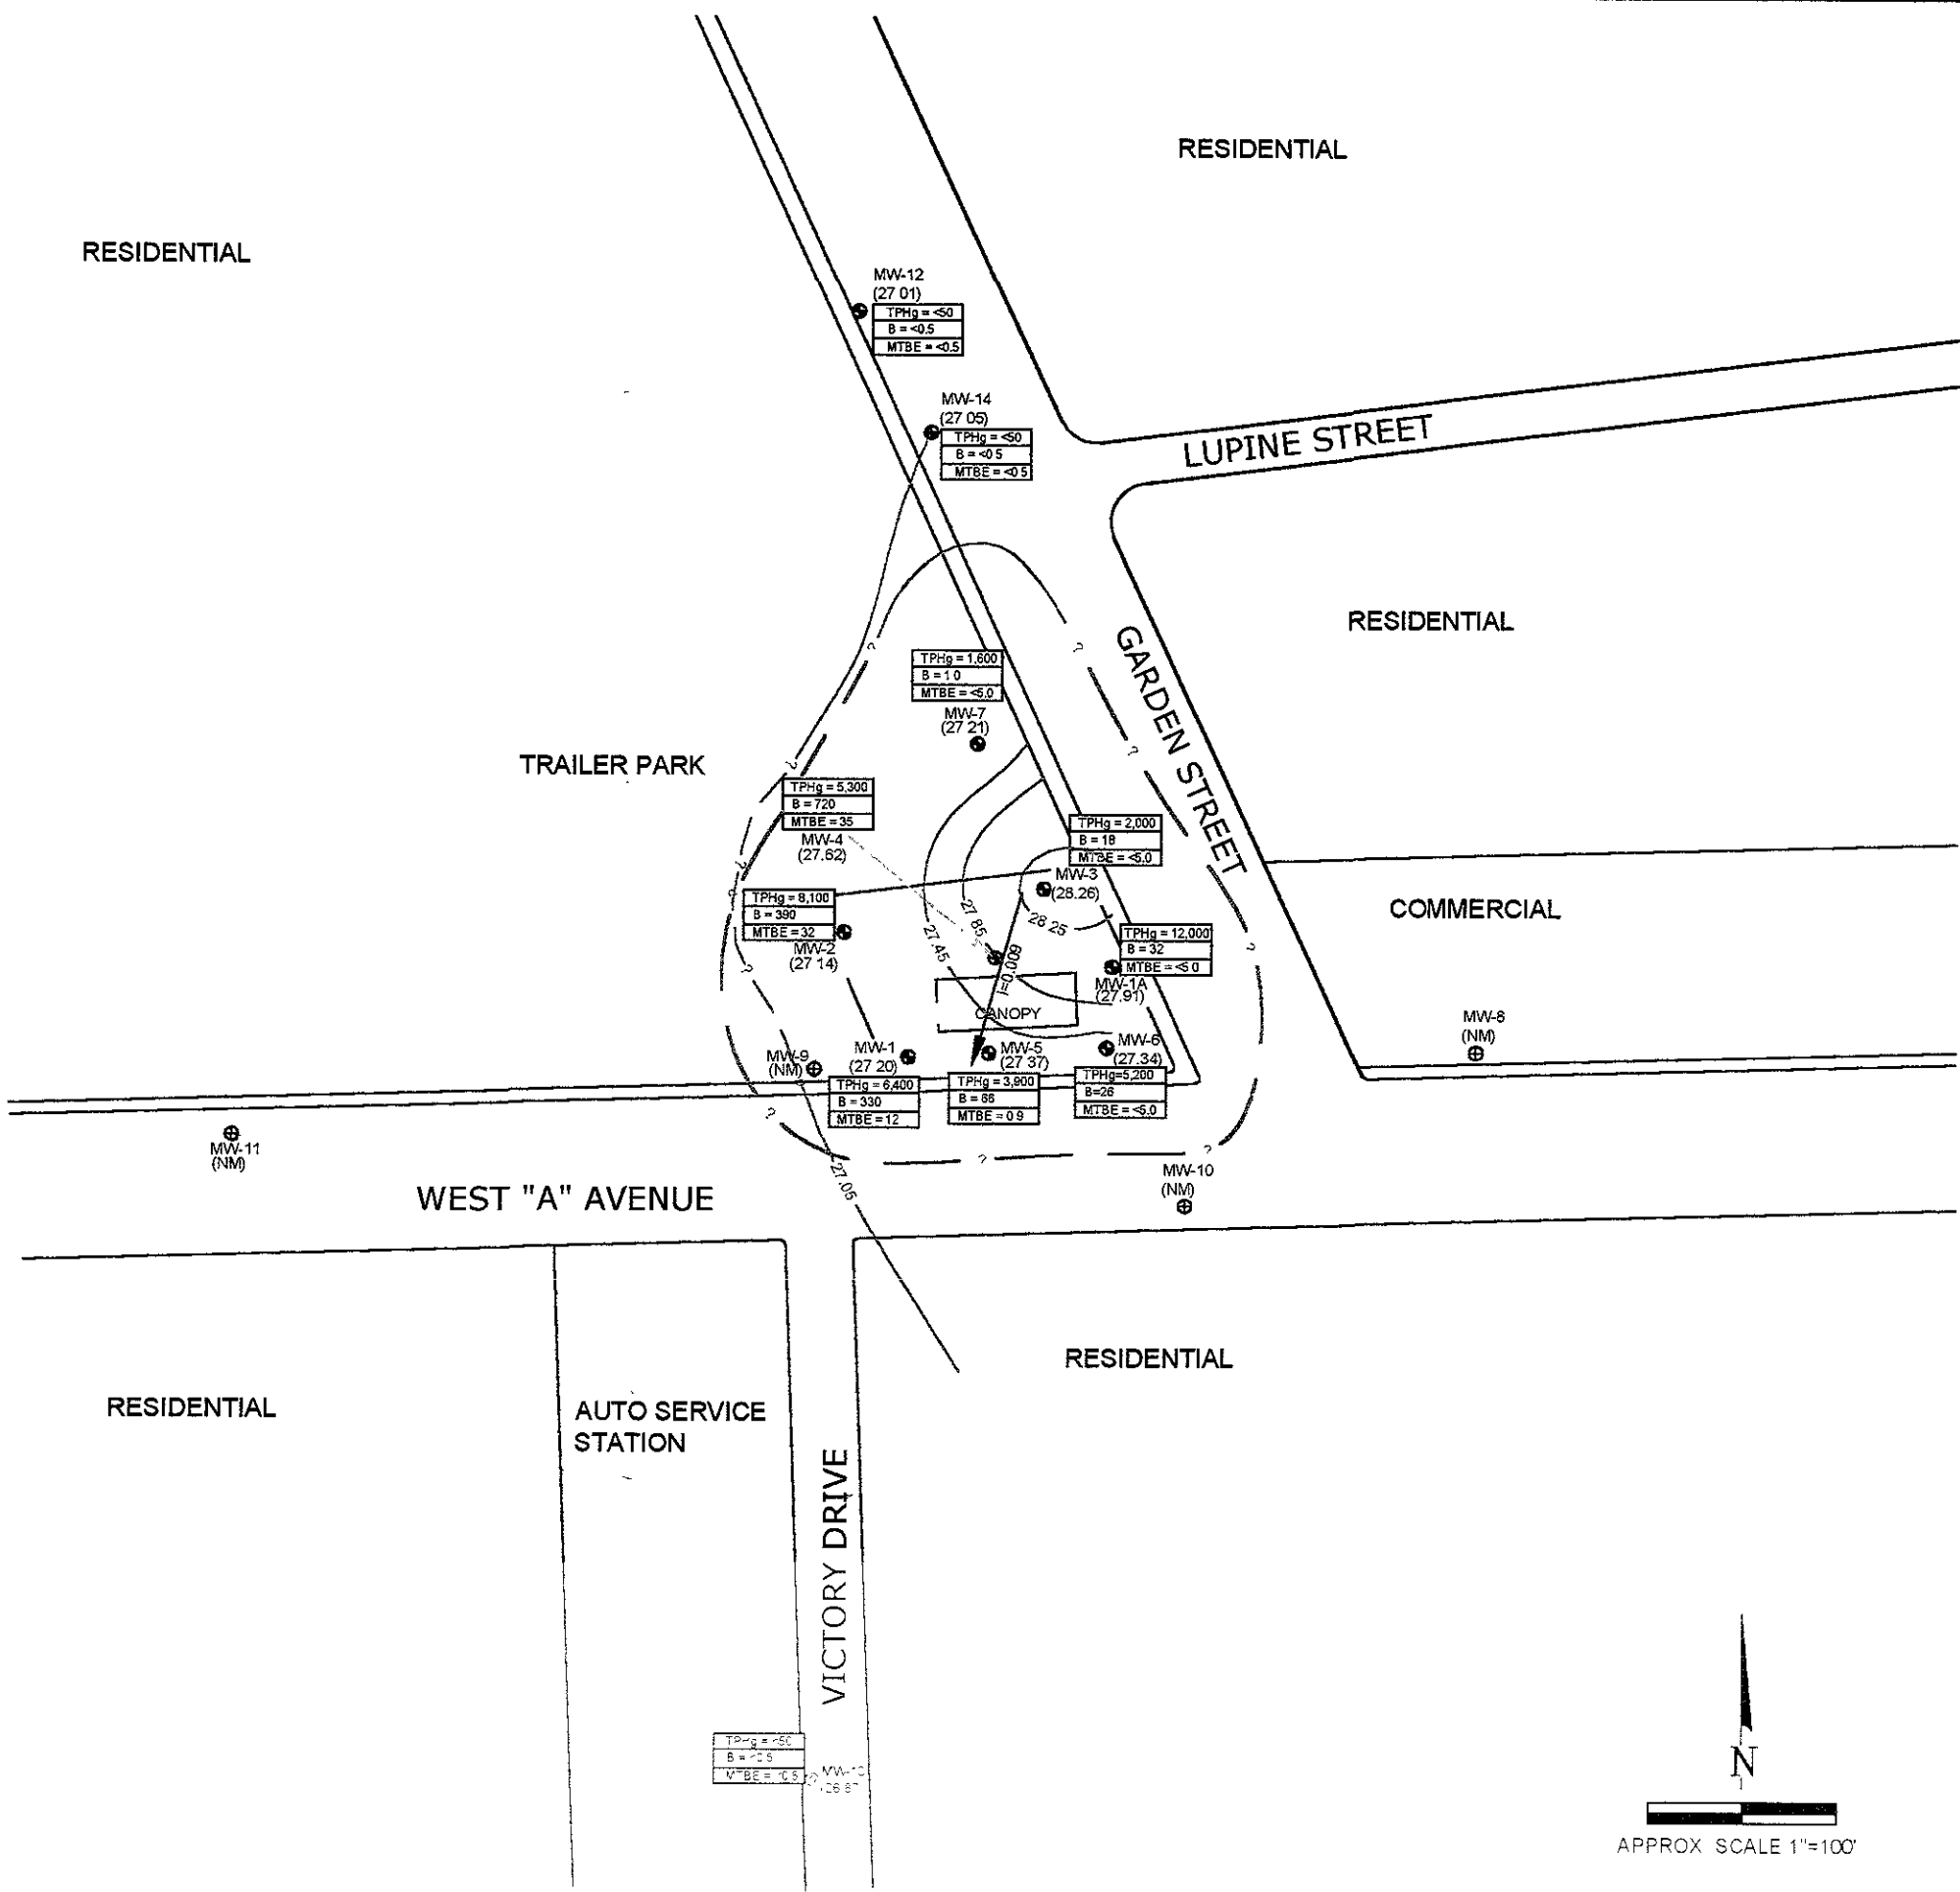 RESIDENTIAL
RESIDENTIAL
MW-12
(27 01)
TPHg = <50
B = <0.5
MTBE = <0.5
MW-14
(27 05)
TPHg = <50
B = <0 5
MTBE = <0 5
LUPINE STREET
RESIDENTIAL
GARDEN STREET
?
?
TPHg = 1,600
B = 1 0
MTBE = <5.0
MW-7
(27 21)
?
TRAILER PARK
?
TPHg = 5,300
B = 720
MTBE = 35
MW-4
(27.62)
TPHg = 2,000
B = 18
MTBE = <5.0
MW-3
(28.26)
?
?
?
TPHg = 8,100
B = 390
MTBE = 32
MW-2
(27 14)
27.45
27 85
28 25
COMMERCIAL
TPHg = 12,000
B = 32
MTBE = <5 0
MW-1A
(27.91)
?
?
i=0.009
CANOPY
MW-8
(NM)
MW-9
(NM)
MW-1
(27 20)
MW-5
(27 37)
MW-6
(27.34)
TPHg = 6,400
B = 330
MTBE = 12
TPHg = 3,900
B = 66
MTBE = 0 9
TPHg=5,200
B=26
MTBE = <5.0
?
?
?
MW-11
(NM)
27.05
MW-10
(NM)
WEST "A" AVENUE
RESIDENTIAL
RESIDENTIAL
AUTO SERVICE
STATION
VICTORY DRIVE
B =
MTBE =
N
APPROX SCALE 1"=100'